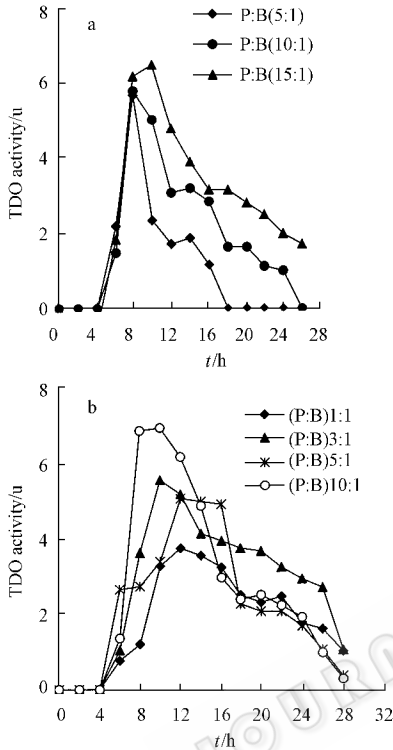 a
P:B(5:1)
P:B(10:1)
P:B(15:1)
TDO activity/u
8
6
4
2
0
0 4 8 12 16 20 24 28
t/h
b
(P:B)1:1
(P:B)3:1
(P:B)5:1
(P:B)10:1
TDO activity/u
8
6
4
2
0
0 4 8 12 16 20 24 28 32
t/h
JOURN